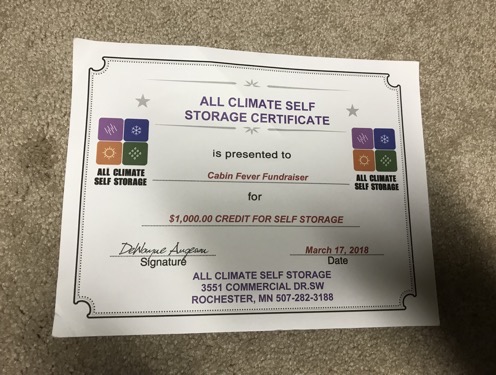 ALL CLIMATE SELF
STORAGE CERTIFICATE
is presented to
Cabin Fever Fundraiser
ALL CLIMATE
SELF STORAGE
ALL CLIMATE
SELF STORAGE
for
$1,000.00 CREDIT FOR SELF STORAGE
March 17, 2018
Signature
Date
ALL CLIMATE SELF STORAGE
3551 COMMERCIAL DR.SW
ROCHESTER, MN 507-282-3188